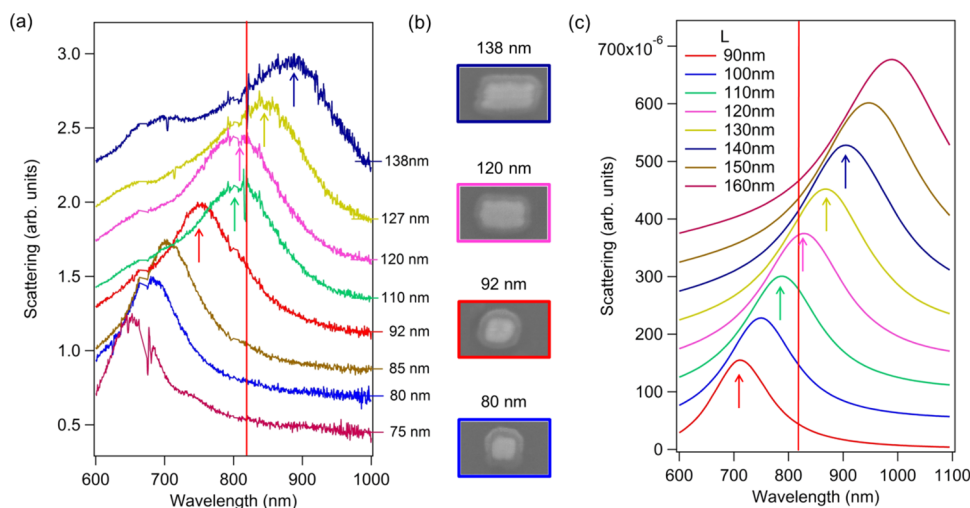 (a)
Scattering (arb. units)
3.0
2.5
2.0
1.5
1.0
0.5
138nm
127 nm
120 nm
110 nm
92 nm
85 nm
80 nm
75 nm
600
700
800
900
1000
Wavelength (nm)
(b)
138 nm
120 nm
92 nm
80 nm
(c)
Scattering (arb. units)
700x10-6
600
500
400
300
200
100
0
L
90nm
100nm
110nm
120nm
130nm
140nm
150nm
160nm
600
700
800
900
1000
1100
Wavelength (nm)